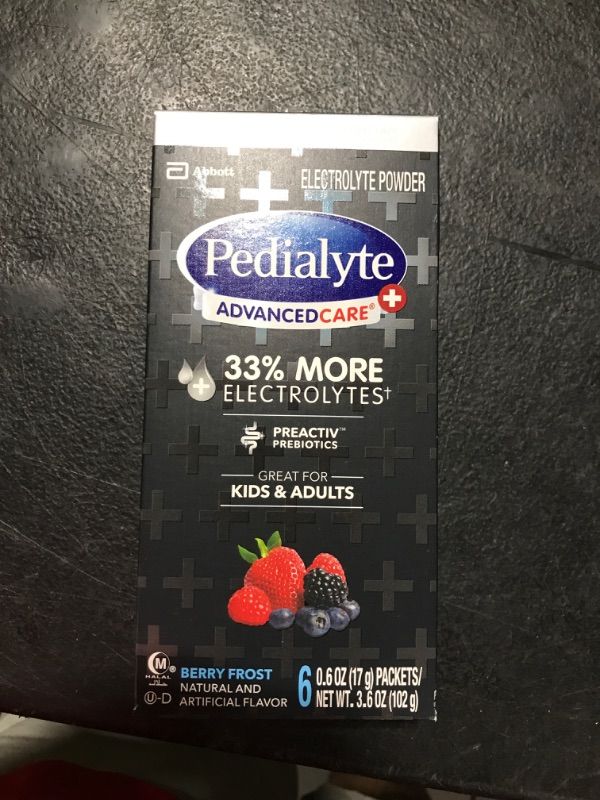 Abbott
ELECTROLYTE POWDER
Pedialyte
ADVANCEDCARE®+
33% MORE
ELECTROLYTES†
PREACTIV™
PREBIOTICS
GREAT FOR
KIDS & ADULTS
M®
HALAL
BERRY FROST
NATURAL AND
U-D ARTIFICIAL FLAVOR
6 0.6 OZ (17 g) PACKETS/
NET WT. 3.6 OZ (102 g)